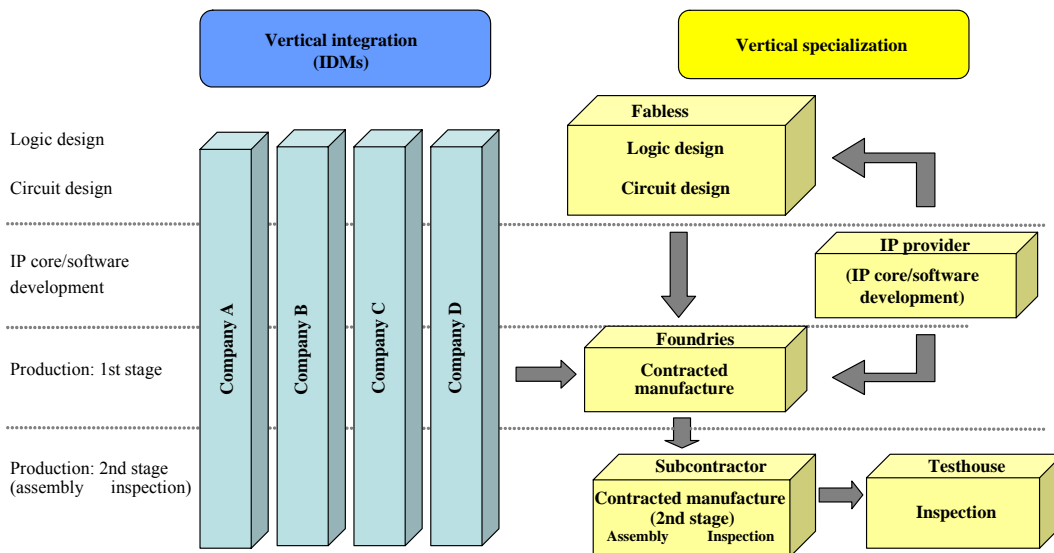 Vertical integration
(IDMs)
Vertical specialization
Logic design
Circuit design
IP core/software
development
Production: 1st stage
Production: 2nd stage
(assembly inspection)
Company A
Company B
Company C
Company D
Fabless
Logic design
Circuit design
IP provider
(IP core/software
development)
Foundries
Contracted
manufacture
Subcontractor
Contracted manufacture
(2nd stage)
Assembly Inspection
Testhouse
Inspection